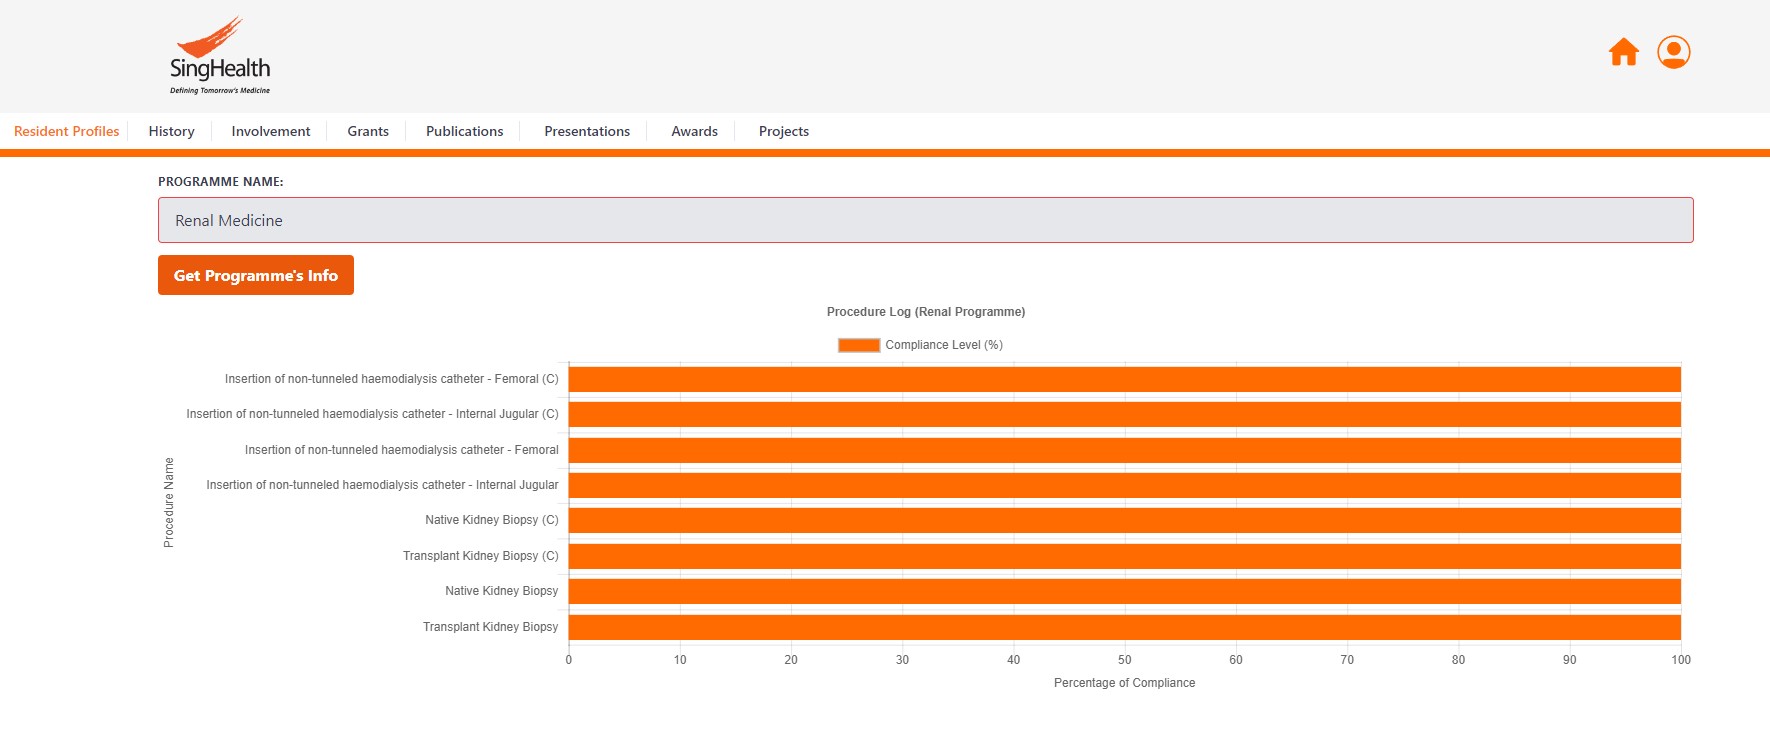 SingHealth
Defining Tomorrow's Medicine
Resident Profiles History Involvement Grants Publications Presentations Awards Projects
PROGRAMME NAME:
Renal Medicine
Get Programme's Info
Procedure Log (Renal Programme)
Compliance Level (%)
Procedure Name
Insertion of non-tunneled haemodialysis catheter - Femoral (C)
Insertion of non-tunneled haemodialysis catheter - Internal Jugular (C)
Insertion of non-tunneled haemodialysis catheter - Femoral
Insertion of non-tunneled haemodialysis catheter - Internal Jugular
Native Kidney Biopsy (C)
Transplant Kidney Biopsy (C)
Native Kidney Biopsy
Transplant Kidney Biopsy
0 10 20 30 40 50 60 70 80 90 100
Percentage of Compliance